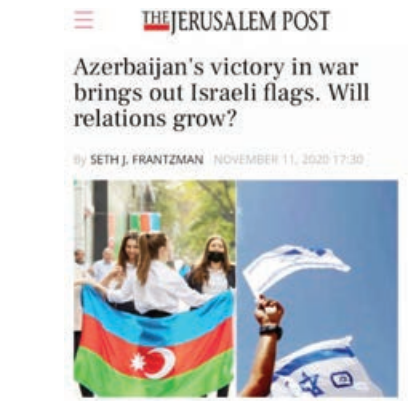 THE JERUSALEM POST
Azerbaijan's victory in war
brings out Israeli flags. Will
relations grow?
By SETH J. FRANTZMAN NOVEMBER 11, 2020 17:30